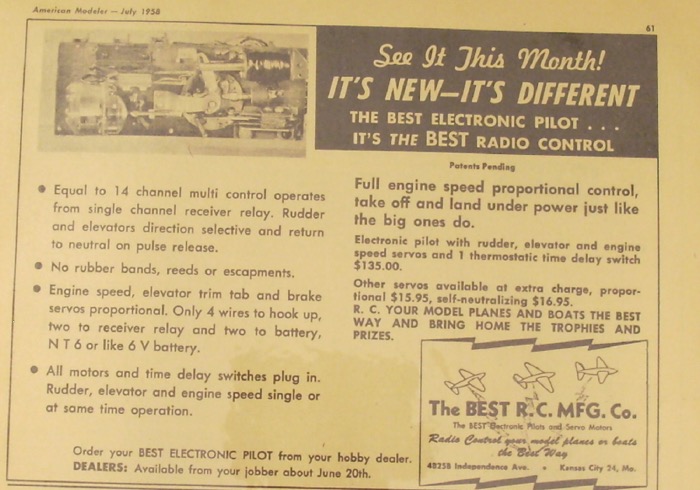 American Modeler — July 1958
61
See It This Month!
IT'S NEW—IT'S DIFFERENT
THE BEST ELECTRONIC PILOT . . .
IT'S THE BEST RADIO CONTROL
Patents Pending
• Equal to 14 channel multi control operates
from single channel receiver relay. Rudder
and elevators direction selective and return
to neutral on pulse release.
• No rubber bands, reeds or escapments.
• Engine speed, elevator trim tab and brake
servos proportional. Only 4 wires to hook up,
two to receiver relay and two to battery,
N T 6 or like 6 V battery.
• All motors and time delay switches plug in.
Rudder, elevator and engine speed single or
at same time operation.
Full engine speed proportional control,
take off and land under power just like
the big ones do.
Electronic pilot with rudder, elevator and engine
speed servos and 1 thermostatic time delay switch
$135.00.
Other servos available at extra charge, propor-
tional $15.95, self-neutralizing $16.95.
R. C. YOUR MODEL PLANES AND BOATS THE BEST
WAY AND BRING HOME THE TROPHIES AND
PRIZES.
Order your BEST ELECTRONIC PILOT from your hobby dealer.
DEALERS: Available from your jobber about June 20th.
The BEST R.C. MFG. Co.
The BEST Electronic Pilots and Servo Motors
Radio Control your model planes or boats
the Best Way
4825B Independence Ave. • Kansas City 24, Mo.